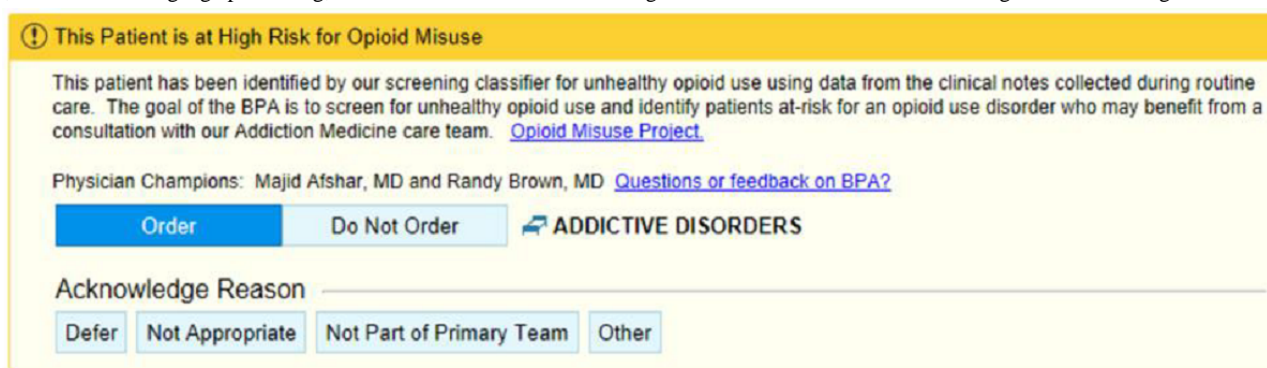 This Patient is at High Risk for Opioid Misuse
This patient has been identified by our screening classifier for unhealthy opioid use using data from the clinical notes collected during routine
care. The goal of the BPA is to screen for unhealthy opioid use and identify patients at-risk for an opioid use disorder who may benefit from a
consultation with our Addiction Medicine care team. Opioid Misuse Project.
Physician Champions: Majid Afshar, MD and Randy Brown, MD Questions or feedback on BPA?
Order Do Not Order ADDICTIVE DISORDERS
Acknowledge Reason
Defer Not Appropriate Not Part of Primary Team Other